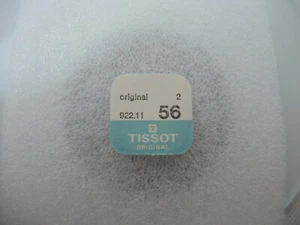 original 2
922.11 56
T
TISSOT
ORIGINAL